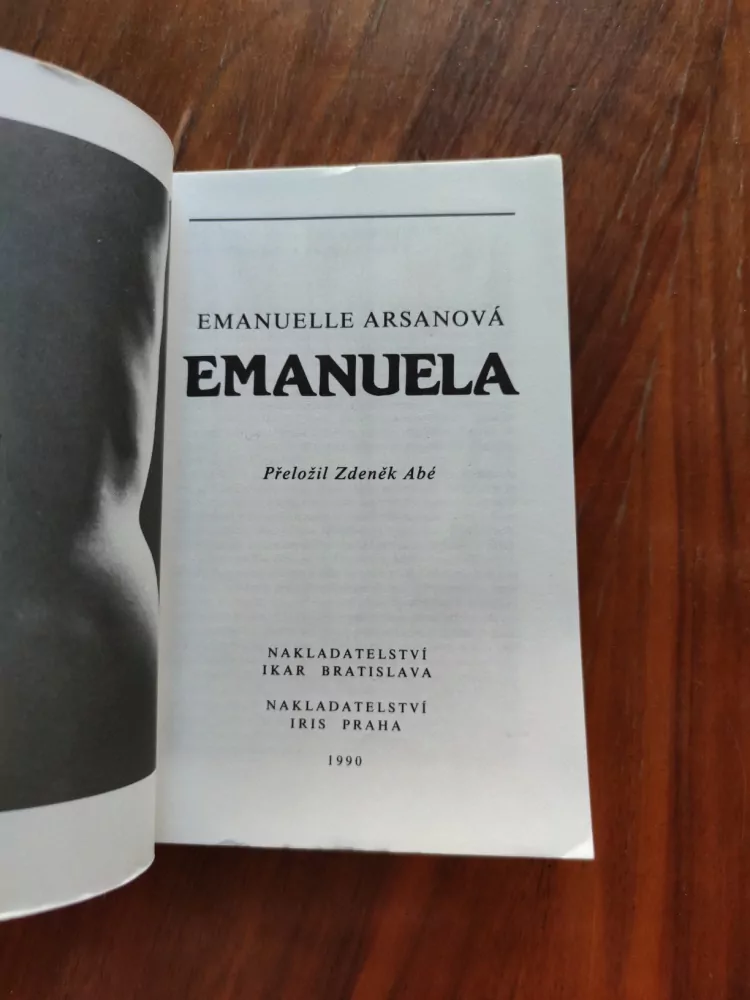 EMANUELLE ARSANOVÁ
EMANUELA
Přeložil Zdeněk Abé
NAKLADATELSTVÍ
IKAR BRATISLAVA
NAKLADATELSTVÍ
IRIS PRAHA
1990